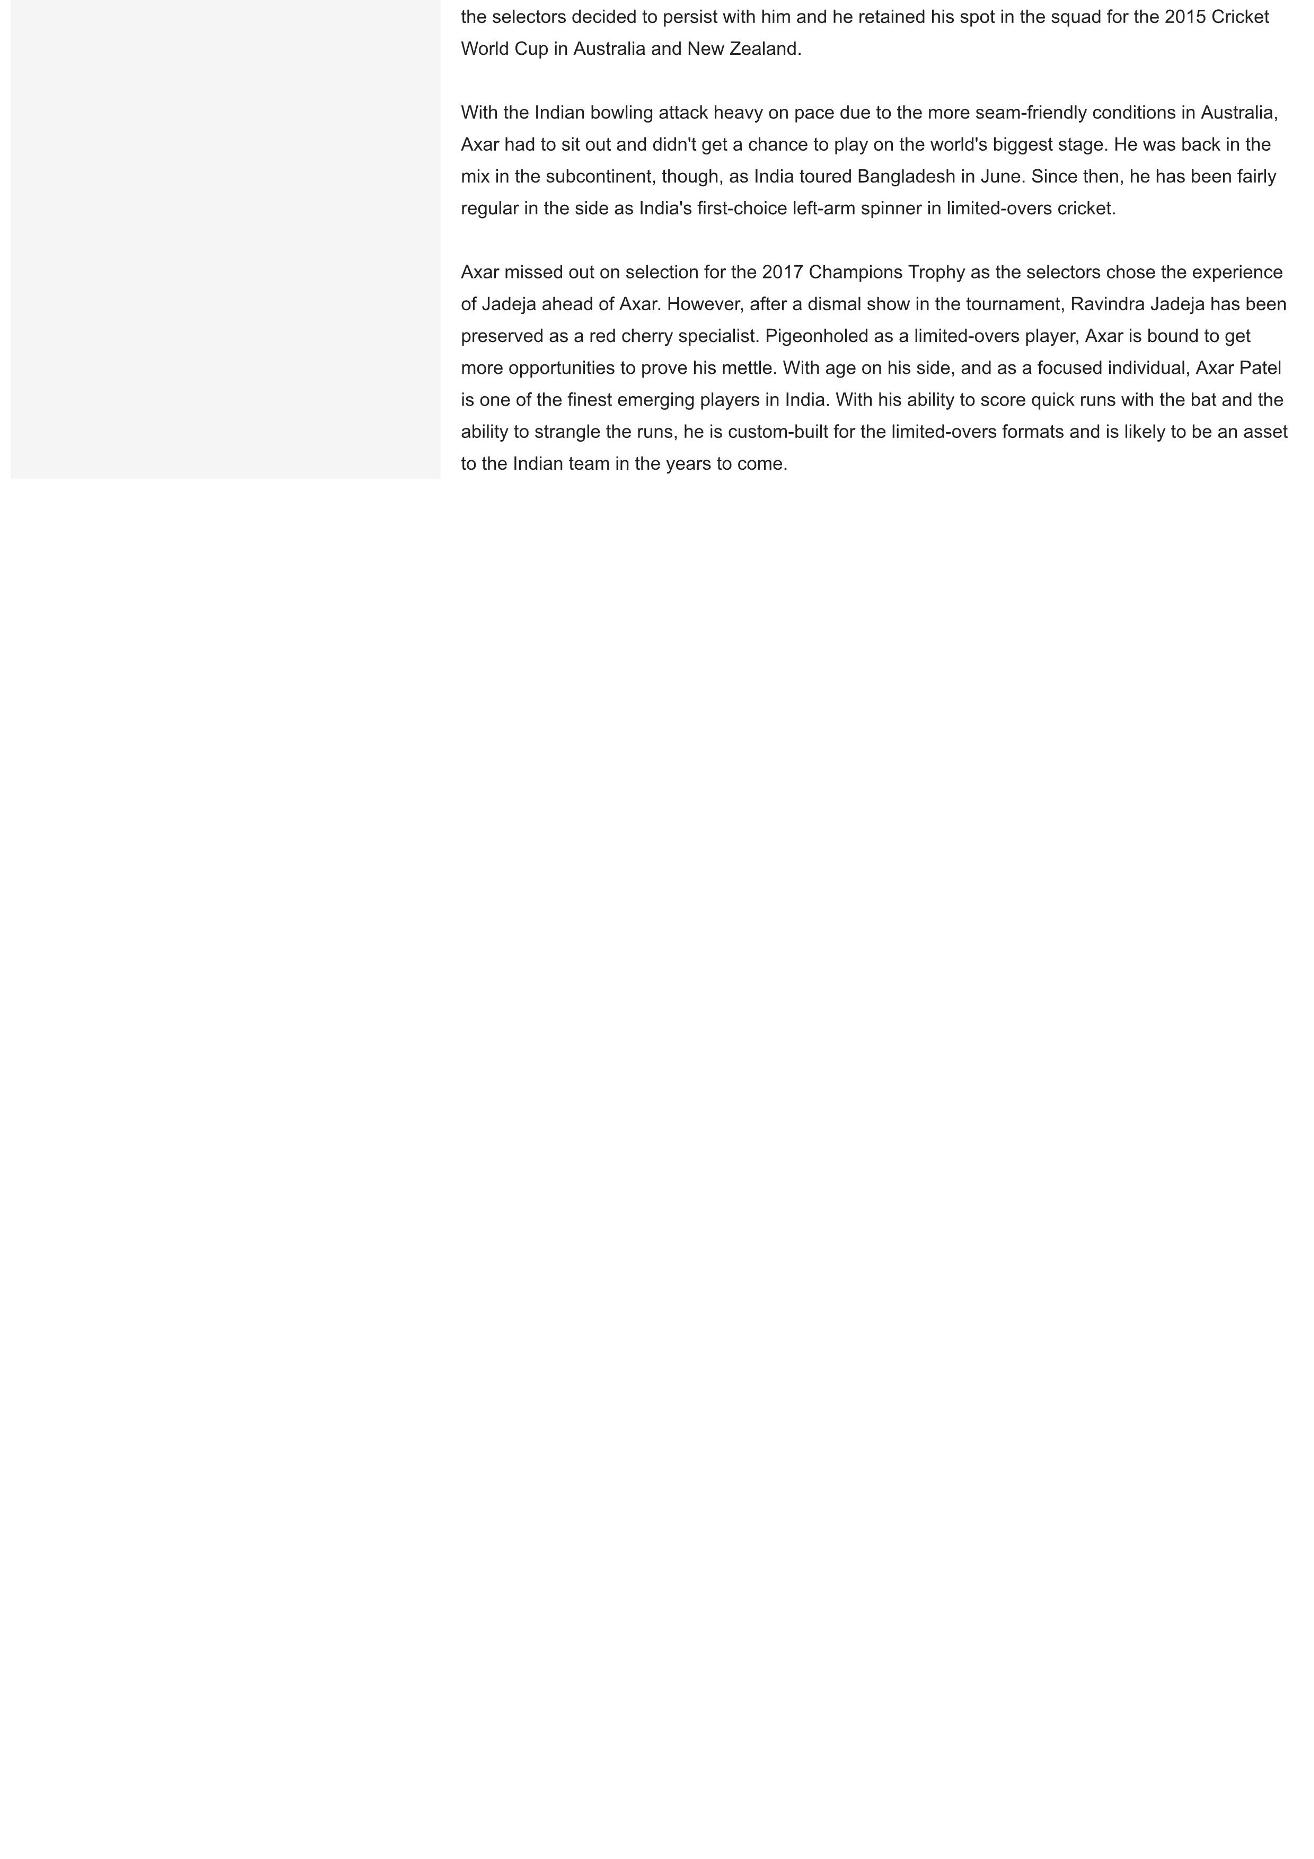 the selectors decided to persist with him and he retained his spot in the squad for the 2015 Cricket
World Cup in Australia and New Zealand.
With the Indian bowling attack heavy on pace due to the more seam-friendly conditions in Australia,
Axar had to sit out and didn't get a chance to play on the world's biggest stage. He was back in the
mix in the subcontinent, though, as India toured Bangladesh in June. Since then, he has been fairly
regular in the side as India's first-choice left-arm spinner in limited-overs cricket.
Axar missed out on selection for the 2017 Champions Trophy as the selectors chose the experience
of Jadeja ahead of Axar. However, after a dismal show in the tournament, Ravindra Jadeja has been
preserved as a red cherry specialist. Pigeonholed as a limited-overs player, Axar is bound to get
more opportunities to prove his mettle. With age on his side, and as a focused individual, Axar Patel
is one of the finest emerging players in India. With his ability to score quick runs with the bat and the
ability to strangle the runs, he is custom-built for the limited-overs formats and is likely to be an asset
to the Indian team in the years to come.